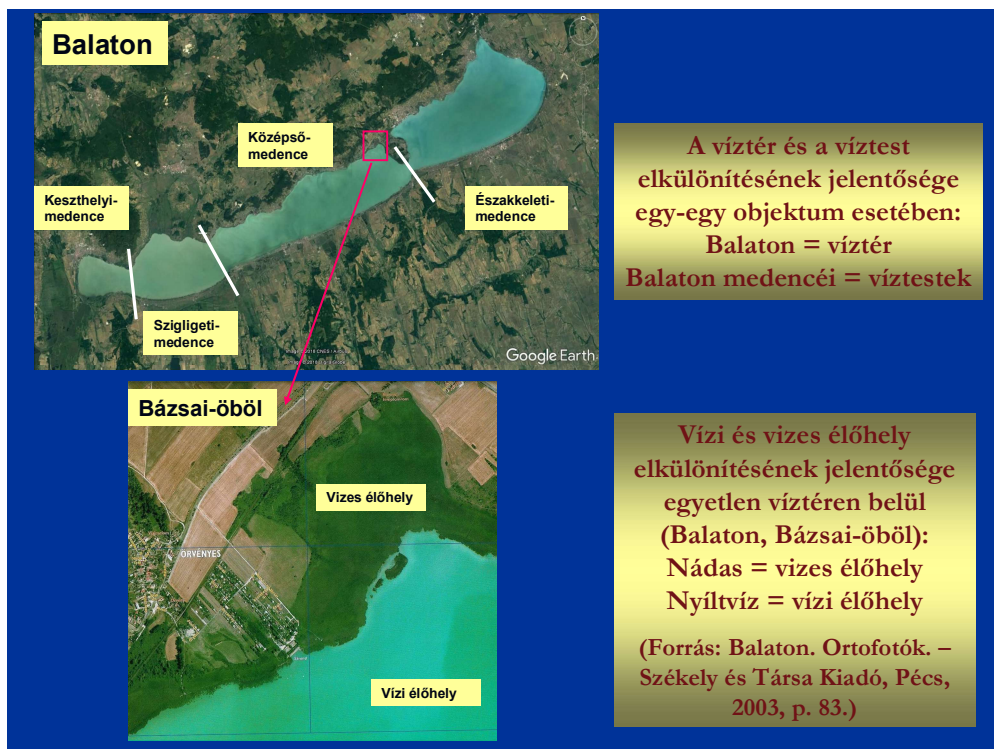 Balaton
Középső-
medence
Keszthelyi-
medence
Északkeleti-
medence
Szigligeti-
medence
Google Earth
A víztér és a víztest
elkülönítésének jelentősége
egy-egy objektum esetében:
Balaton = víztér
Balaton medencéi = víztestek
Bázsai-öböl
Vizes élőhely
ÖRVÉNYES
Vízi élőhely
Vízi és vizes élőhely
elkülönítésének jelentősége
egyetlen víztéren belül
(Balaton, Bázsai-öböl):
Nádas = vizes élőhely
Nyíltvíz = vízi élőhely
(Forrás: Balaton. Ortofotók. –
Székely és Társa Kiadó, Pécs,
2003, p. 83.)